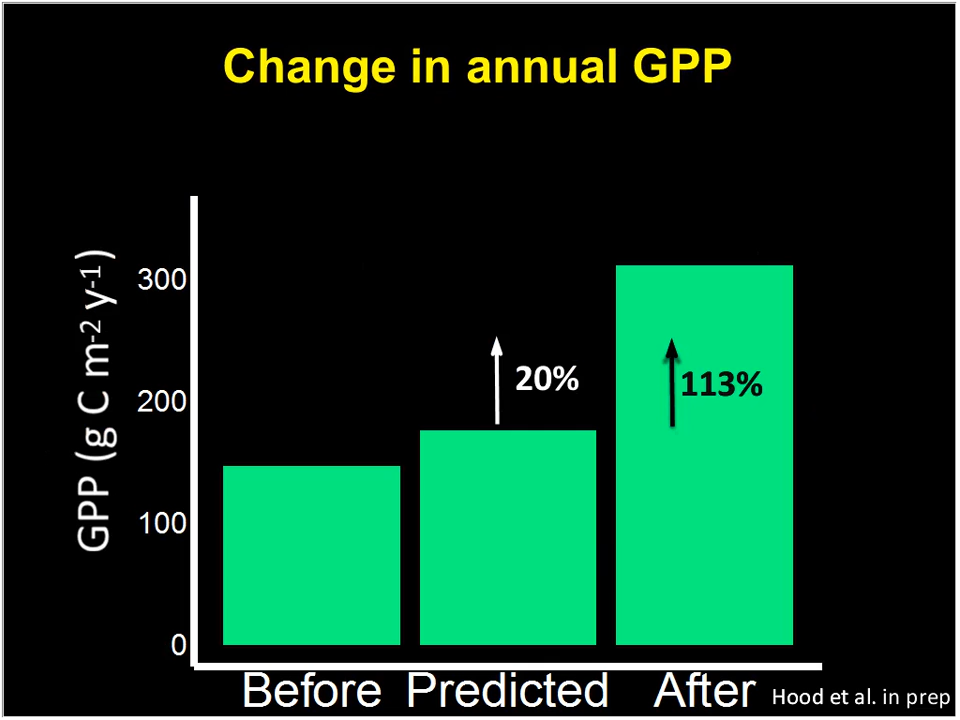 Change in annual GPP
GPP (g C m-2 y-1)
300
200
100
0
20%
113%
Before Predicted After
Hood et al. in prep